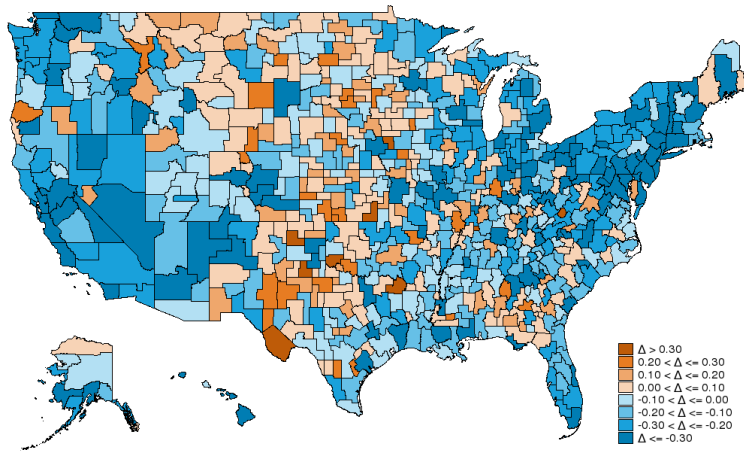 Δ > 0.30
0.20 < Δ <= 0.30
0.10 < Δ <= 0.20
0.00 < Δ <= 0.10
-0.10 < Δ <= 0.00
-0.20 < Δ <= -0.10
-0.30 < Δ <= -0.20
Δ <= -0.30